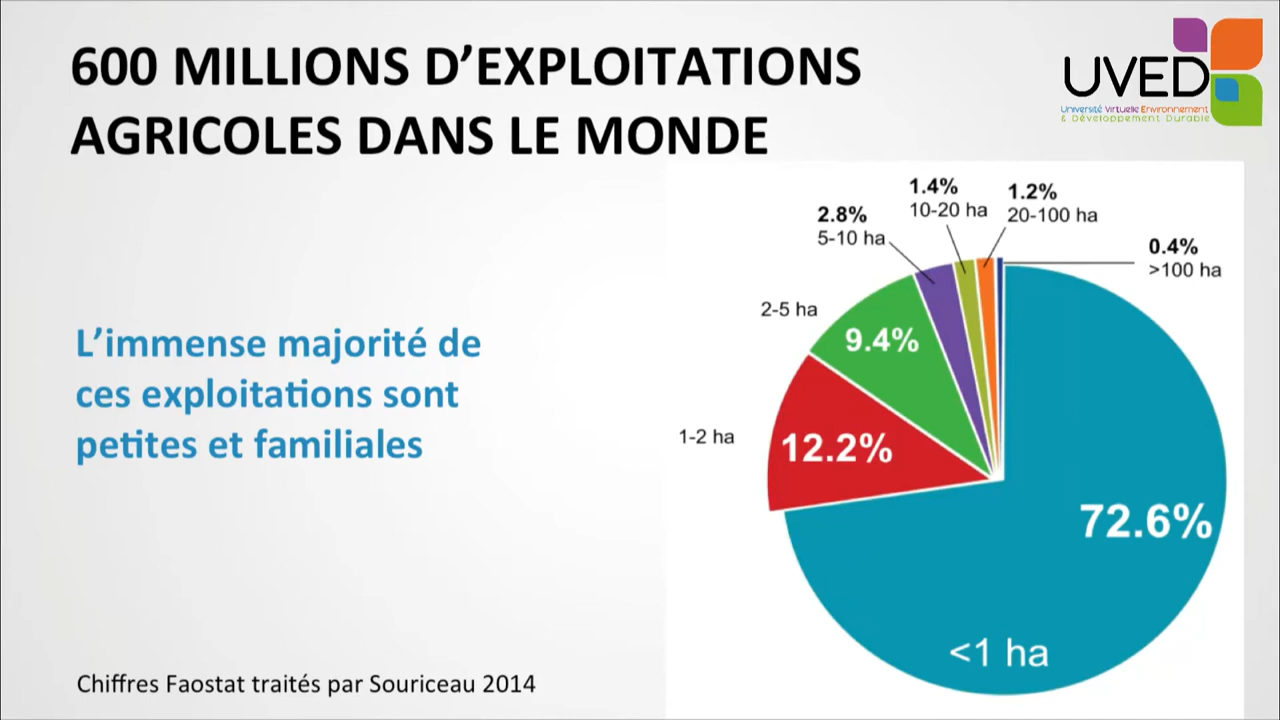 600 MILLIONS D’EXPLOITATIONS
AGRICOLES DANS LE MONDE
UVED
Université Virtuelle Environnement
& Développement Durable
L’immense majorité de
ces exploitations sont
petites et familiales
1.4%
10-20 ha
1.2%
20-100 ha
2.8%
5-10 ha
0.4%
>100 ha
2-5 ha
9.4%
1-2 ha
12.2%
72.6%
<1 ha
Chiffres Faostat traités par Souriceau 2014